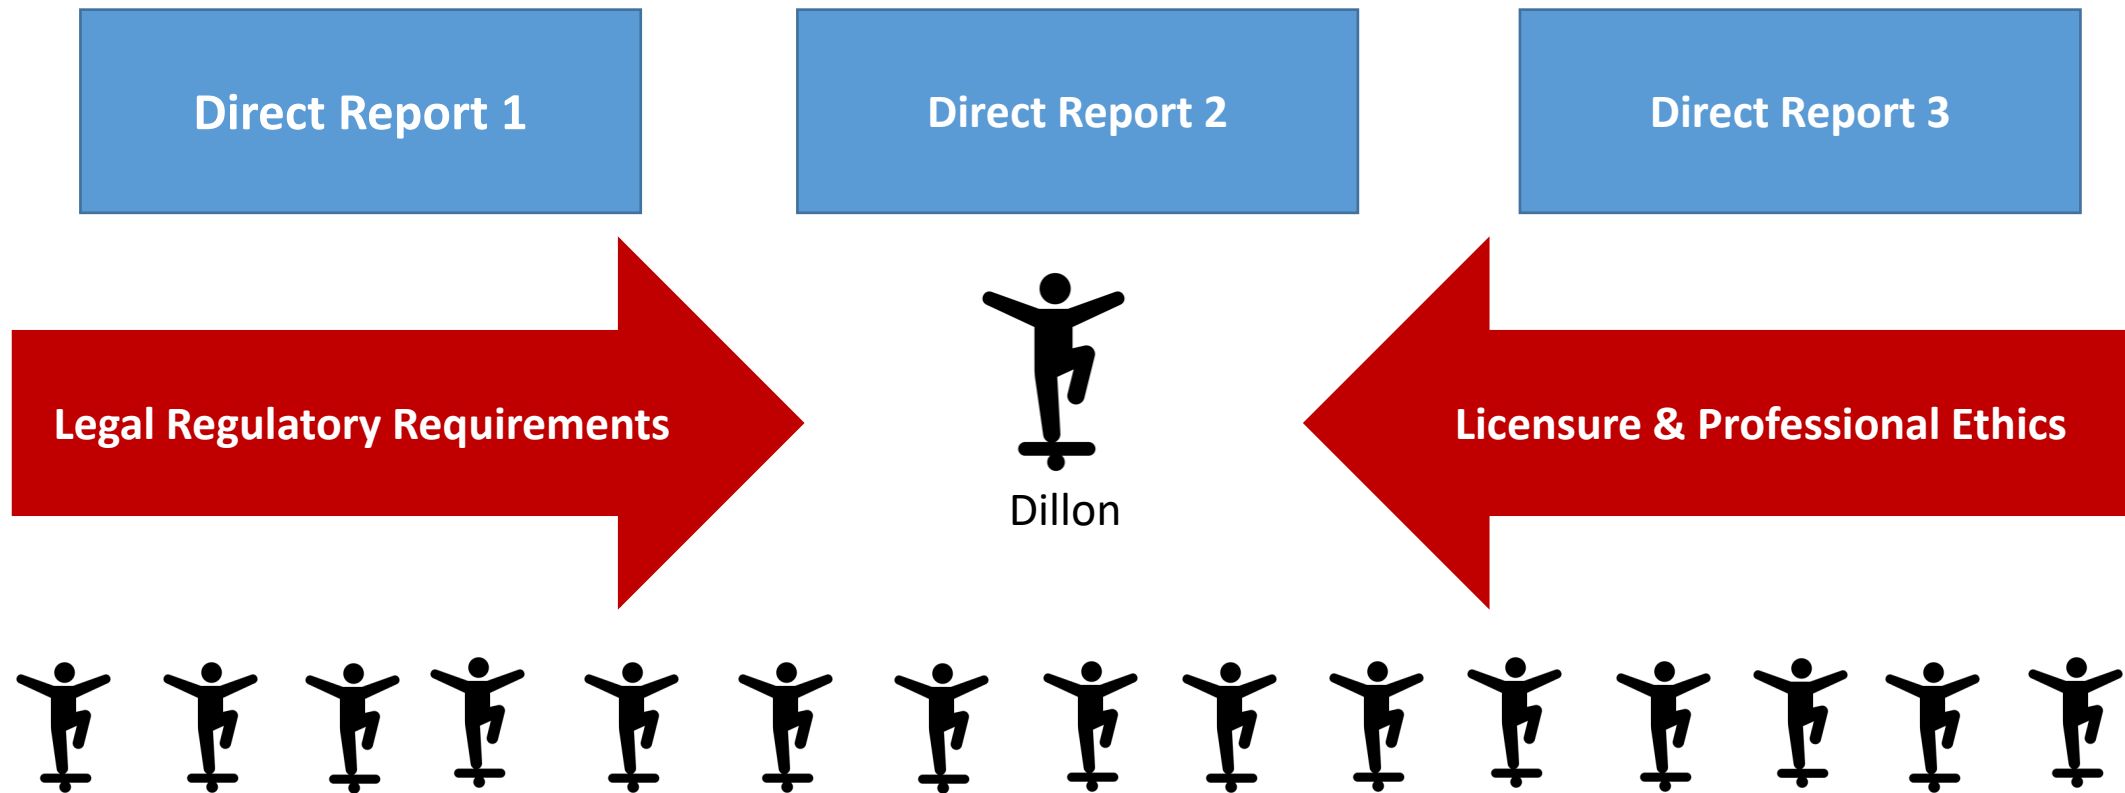 Direct Report 1
Direct Report 2
Direct Report 3
Legal Regulatory Requirements
Licensure & Professional Ethics
Dillon